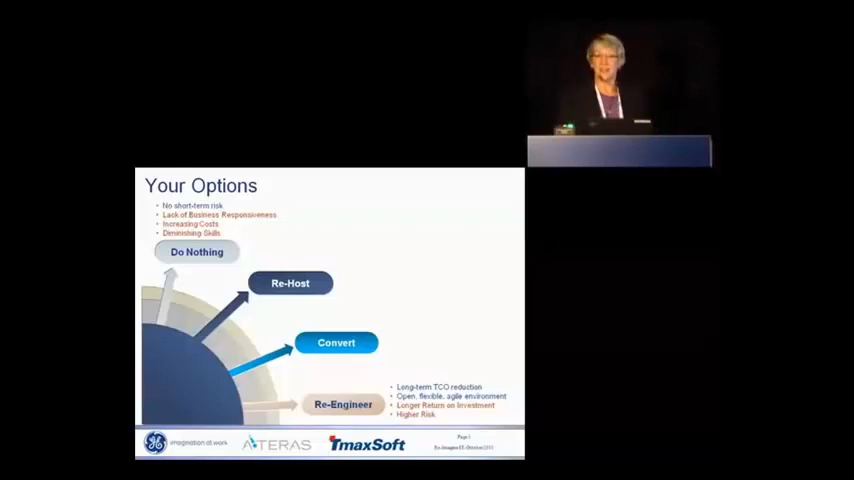 Your Options
• No short-term risk
• Lack of Business Responsiveness
• Increasing Costs
• Diminishing Skills
Do Nothing
Re-Host
Convert
Re-Engineer
• Long-term TCO reduction
• Open, flexible, agile environment
• Longer Return on Investment
• Higher Risk
imagination at work
ATERAS
TmaxSoft
Page